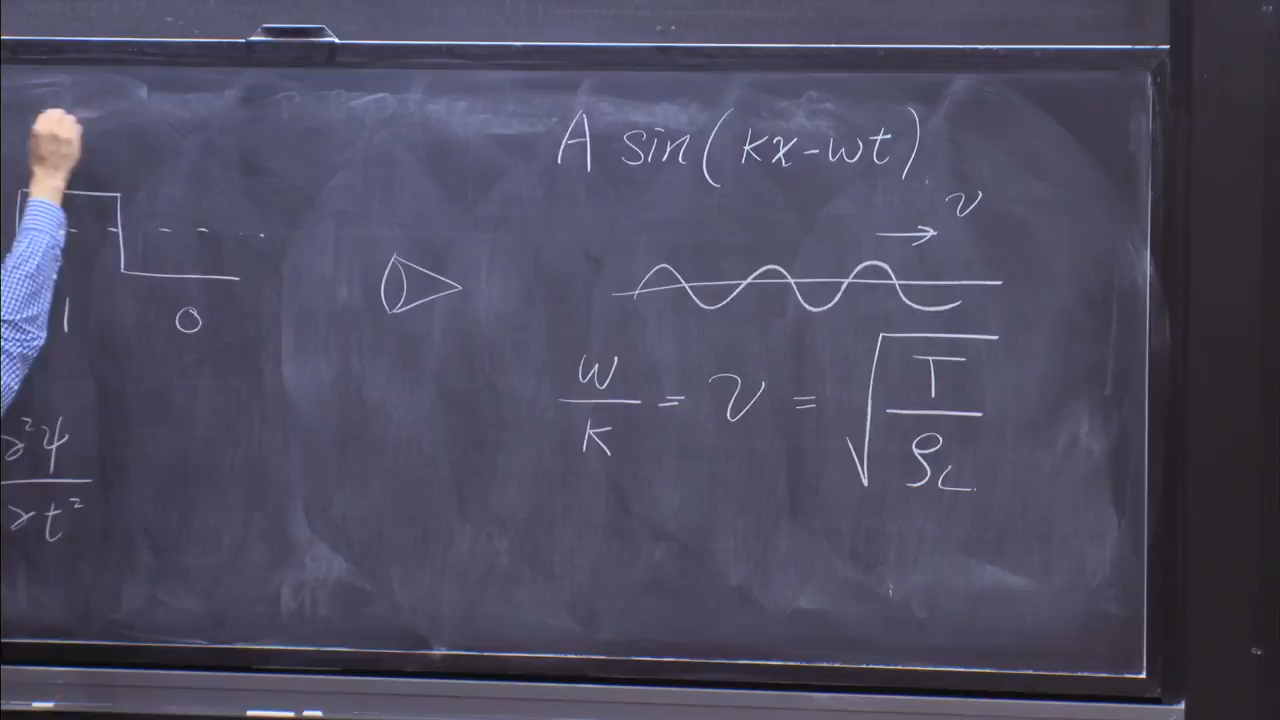 A sin(kx-ωt)
v
1 0
ω/k = v = √(T/ρ_L)
∂²ψ/∂t²